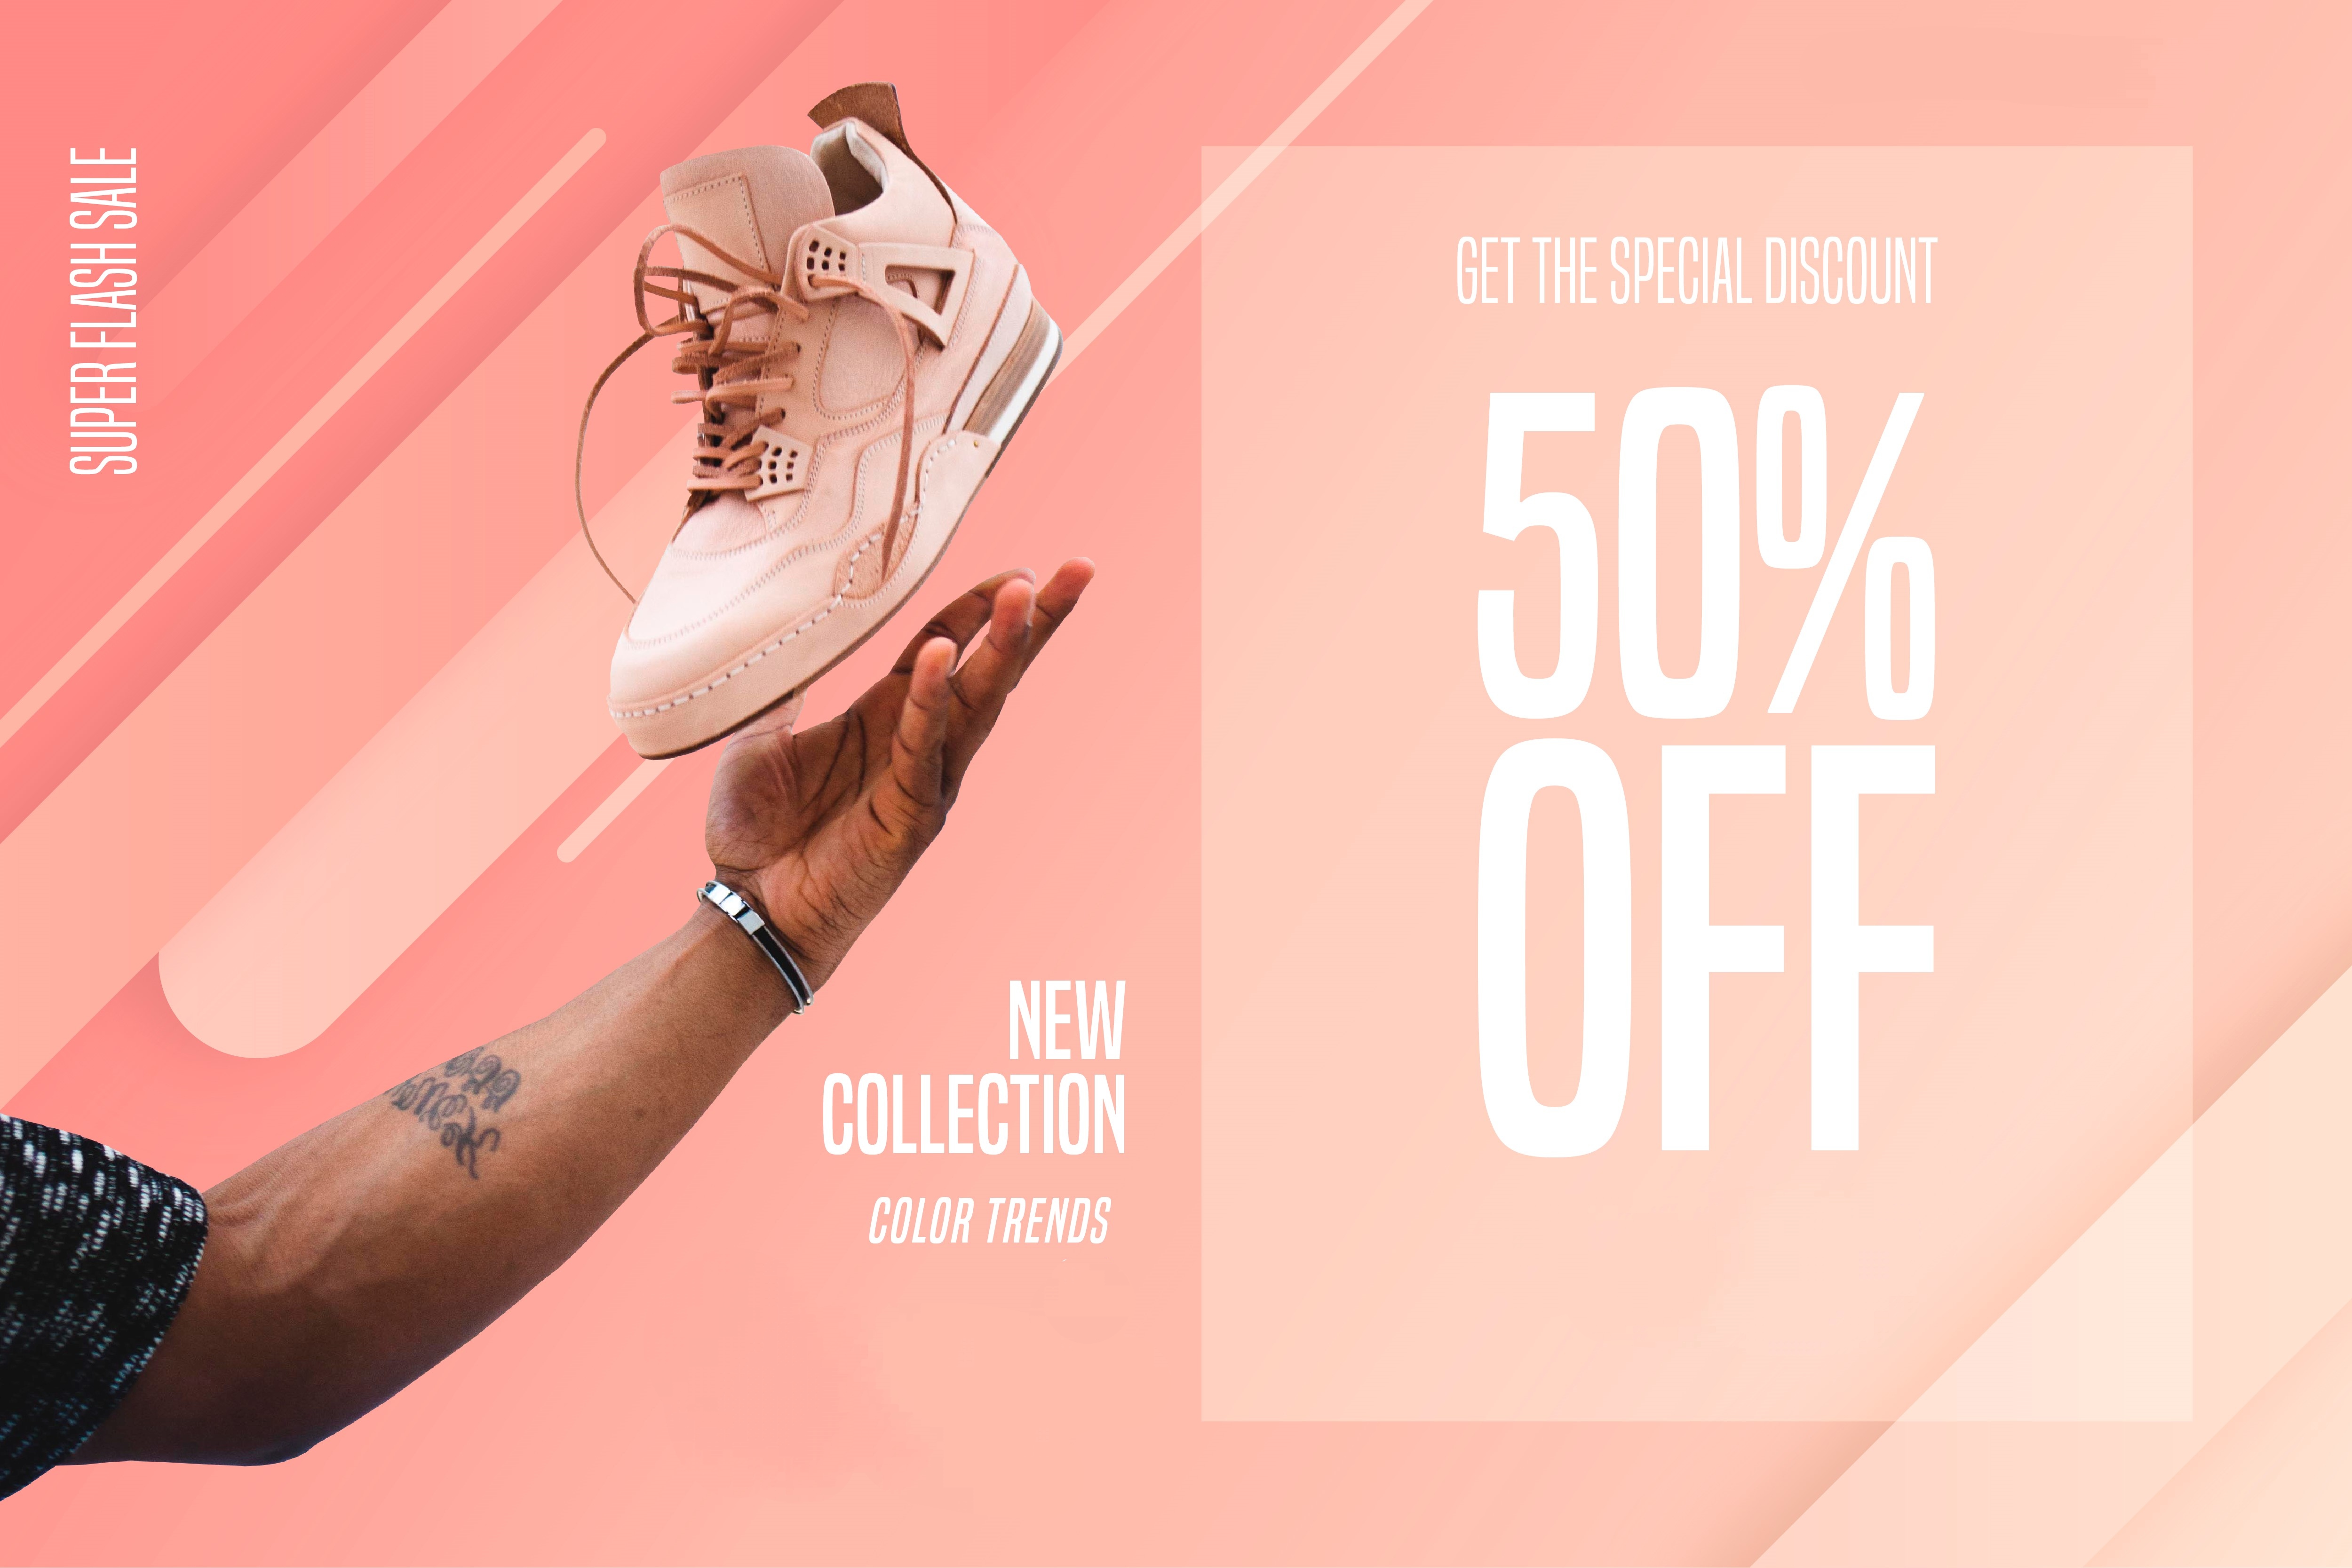 SUPER FLASH SALE
GET THE SPECIAL DISCOUNT
50%
OFF
NEW
COLLECTION
COLOR TRENDS